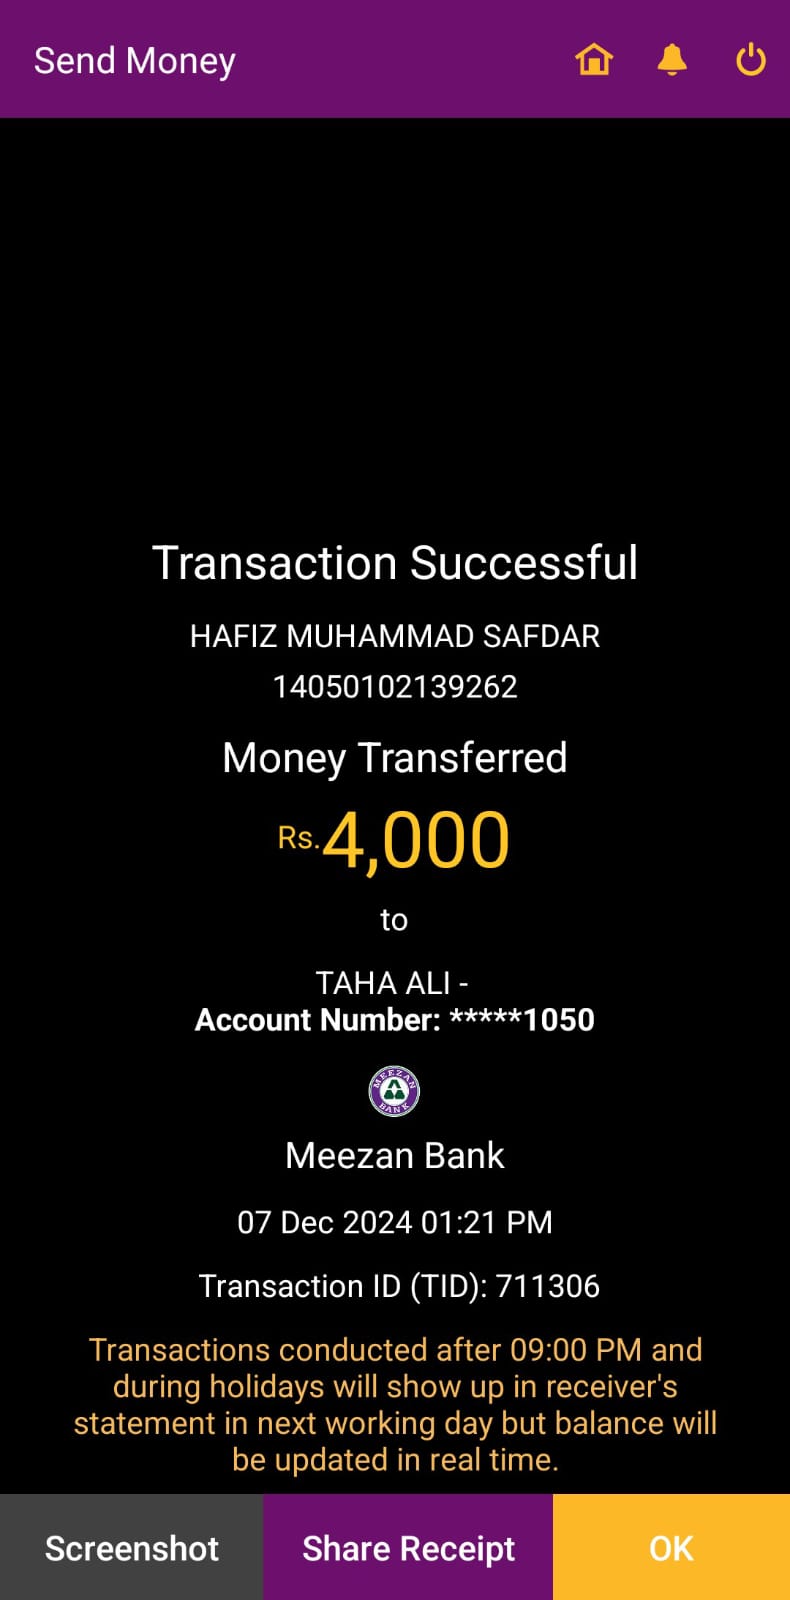 Send Money
Transaction Successful
HAFIZ MUHAMMAD SAFDAR
14050102139262
Money Transferred
Rs.4,000
to
TAHA ALI -
Account Number: *****1050
MEEZAN
BANK
Meezan Bank
07 Dec 2024 01:21 PM
Transaction ID (TID): 711306
Transactions conducted after 09:00 PM and
during holidays will show up in receiver's
statement in next working day but balance will
be updated in real time.
Screenshot
Share Receipt
OK